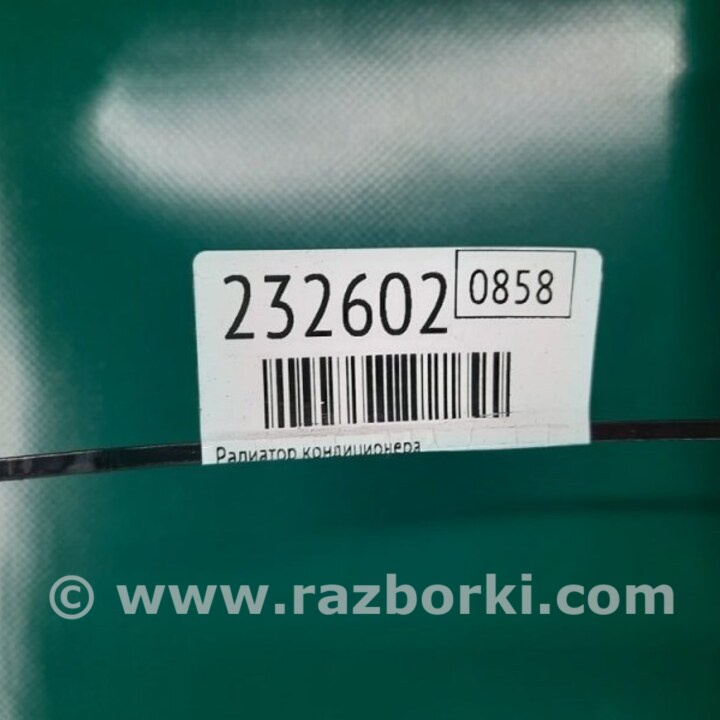 232602
0858
Радиатор кондиционера
© www.razborki.com